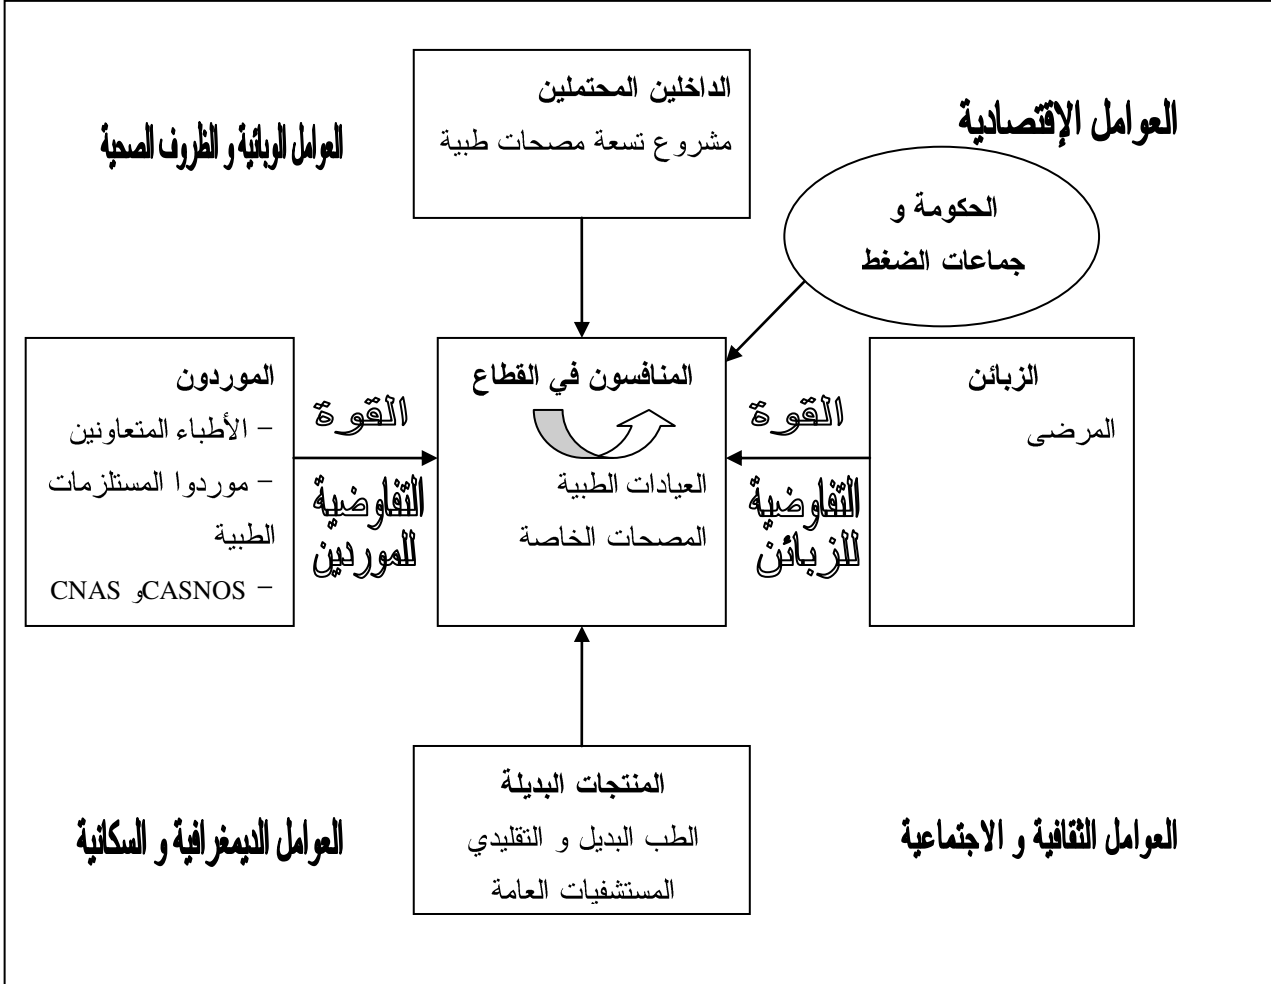 الداخلين المحتملين
مشروع تسعة مصحات طبية
العوامل الإقتصادية
العوامل الوبائية و الظروف الصحية
الحكومة و
جماعات الضغط
الزبائن
المرضى
القوة
التفاوضية
للزبائن
المنافسون في القطاع
العيادات الطبية
المصحات الخاصة
القوة
التفاوضية
للموردين
الموردون
– الأطباء المتعاونين
– موردوا المستلزمات
الطبية
– CASNOSو CNAS
المنتجات البديلة
الطب البديل و التقليدي
المستشفيات العامة
العوامل الثقافية و الاجتماعية
العوامل الديمغرافية و السكانية